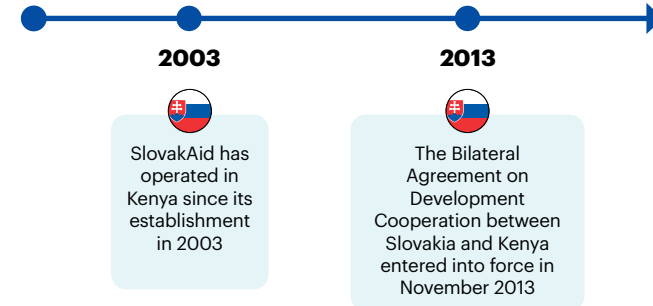 2003
SlovakAid has
operated in
Kenya since its
establishment
in 2003
2013
The Bilateral
Agreement on
Development
Cooperation between
Slovakia and Kenya
entered into force in
November 2013